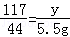 117/44 = y/5.5g